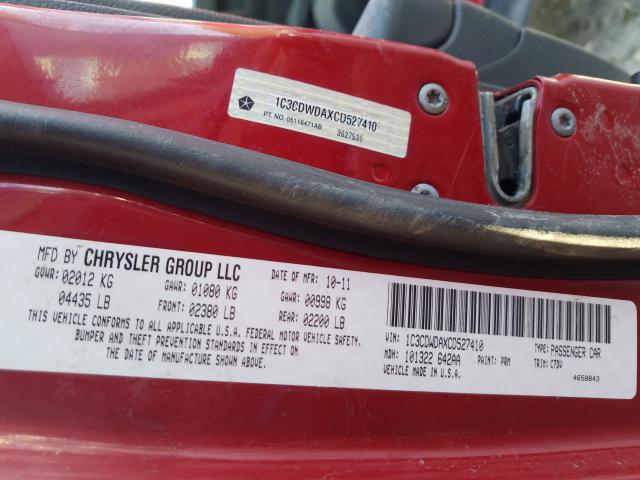 1C3CDWDAXCD527410
PT. NO. 05116471AB 3627530
MFD BY CHRYSLER GROUP LLC DATE OF MFR: 10-11
GVWR: 02012 KG GAWR: 01080 KG GAWR: 00998 KG
04435 LB FRONT: 02380 LB REAR: 02200 LB
THIS VEHICLE CONFORMS TO ALL APPLICABLE U.S.A. FEDERAL MOTOR VEHICLE SAFETY,
BUMPER AND THEFT PREVENTION STANDARDS IN EFFECT ON
THE DATE OF MANUFACTURE SHOWN ABOVE.
VIN: 1C3CDWDAXCD527410 TYPE: PASSENGER CAR
MDH: 101322 642AA PAINT: PRM TRIM: C7DV
VEHICLE MADE IN U.S.A. 4658843